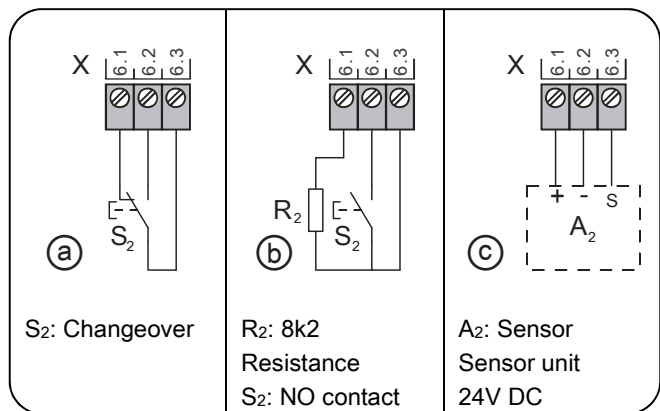 X 6.1 6.2 6.3
S2
a
S2: Changeover
X 6.1 6.2 6.3
R2
S2
b
R2: 8k2
Resistance
S2: NO contact
X 6.1 6.2 6.3
+ - S
A2
c
A2: Sensor
Sensor unit
24V DC